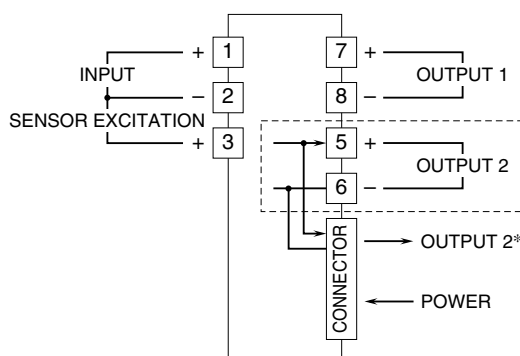 + 1 7 +
INPUT OUTPUT 1
− 2 8 −
SENSOR EXCITATION
+ 3 5 +
OUTPUT 2
6 −
CONNECTOR
OUTPUT 2*
POWER